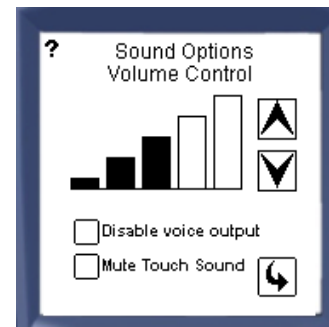 ?
Sound Options
Volume Control
Disable voice output
Mute Touch Sound